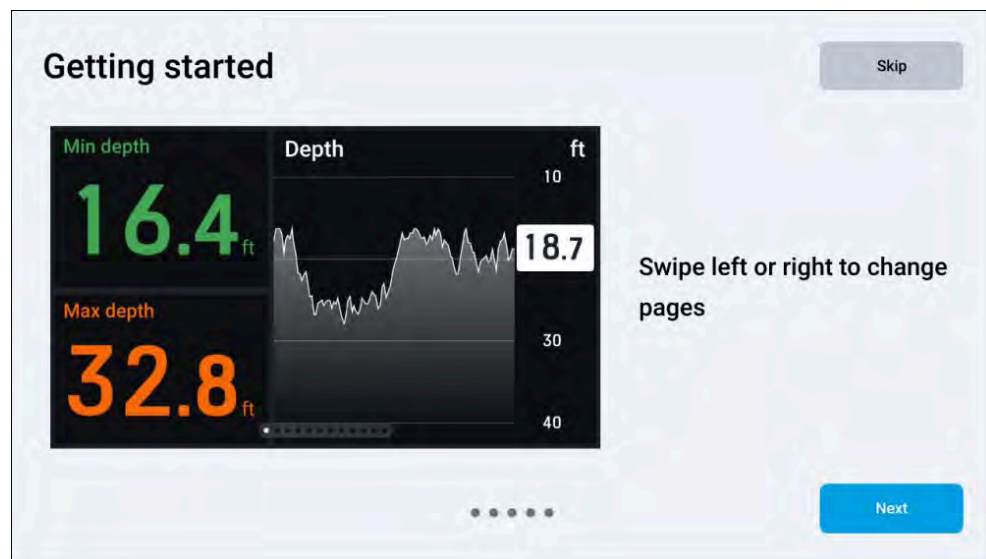 Getting started
Skip
Min depth
16.4 ft
Max depth
32.8 ft
Depth
ft
10
18.7
30
40
Swipe left or right to change
pages
Next